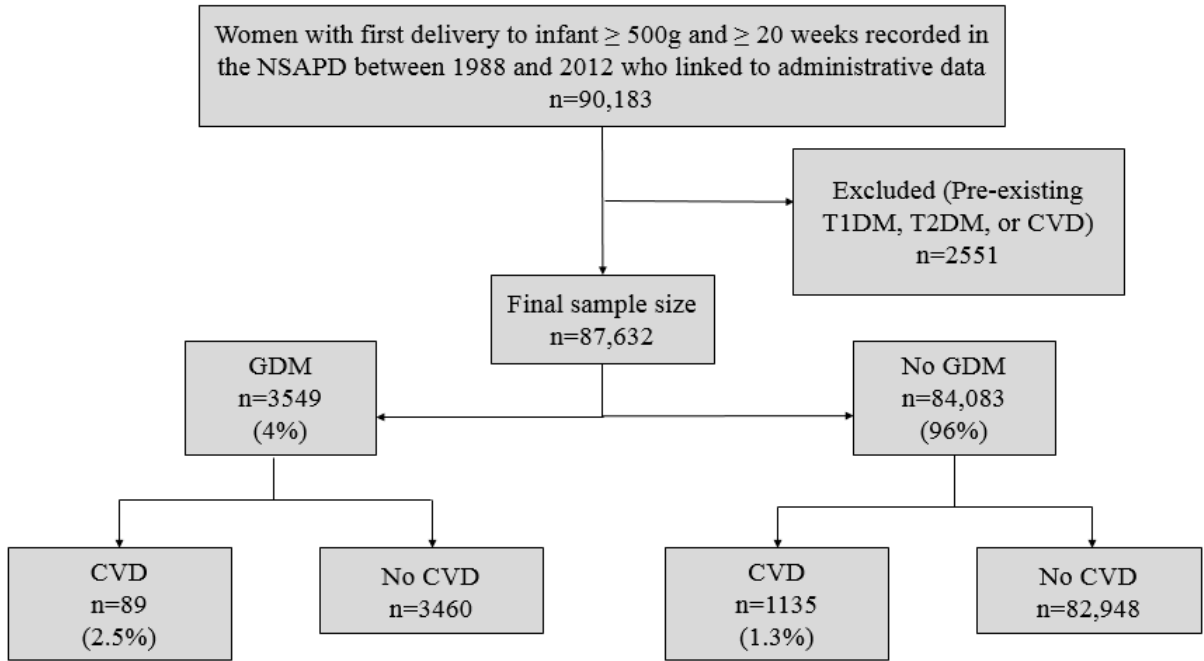 Women with first delivery to infant ≥ 500g and ≥ 20 weeks recorded in
the NSAPD between 1988 and 2012 who linked to administrative data
n=90,183
Excluded (Pre-existing
T1DM, T2DM, or CVD)
n=2551
Final sample size
n=87,632
GDM
n=3549
(4%)
No GDM
n=84,083
(96%)
CVD
n=89
(2.5%)
No CVD
n=3460
CVD
n=1135
(1.3%)
No CVD
n=82,948